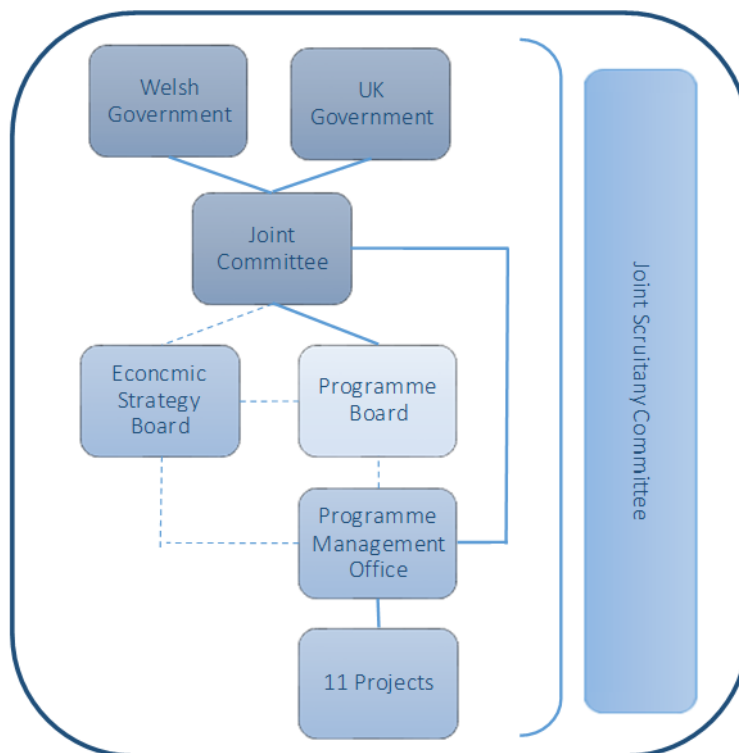 Welsh
Government
UK
Government
Joint
Committee
Econcmic
Strategy
Board
Programme
Board
Programme
Management
Office
11 Projects
Joint Scruitany Committee